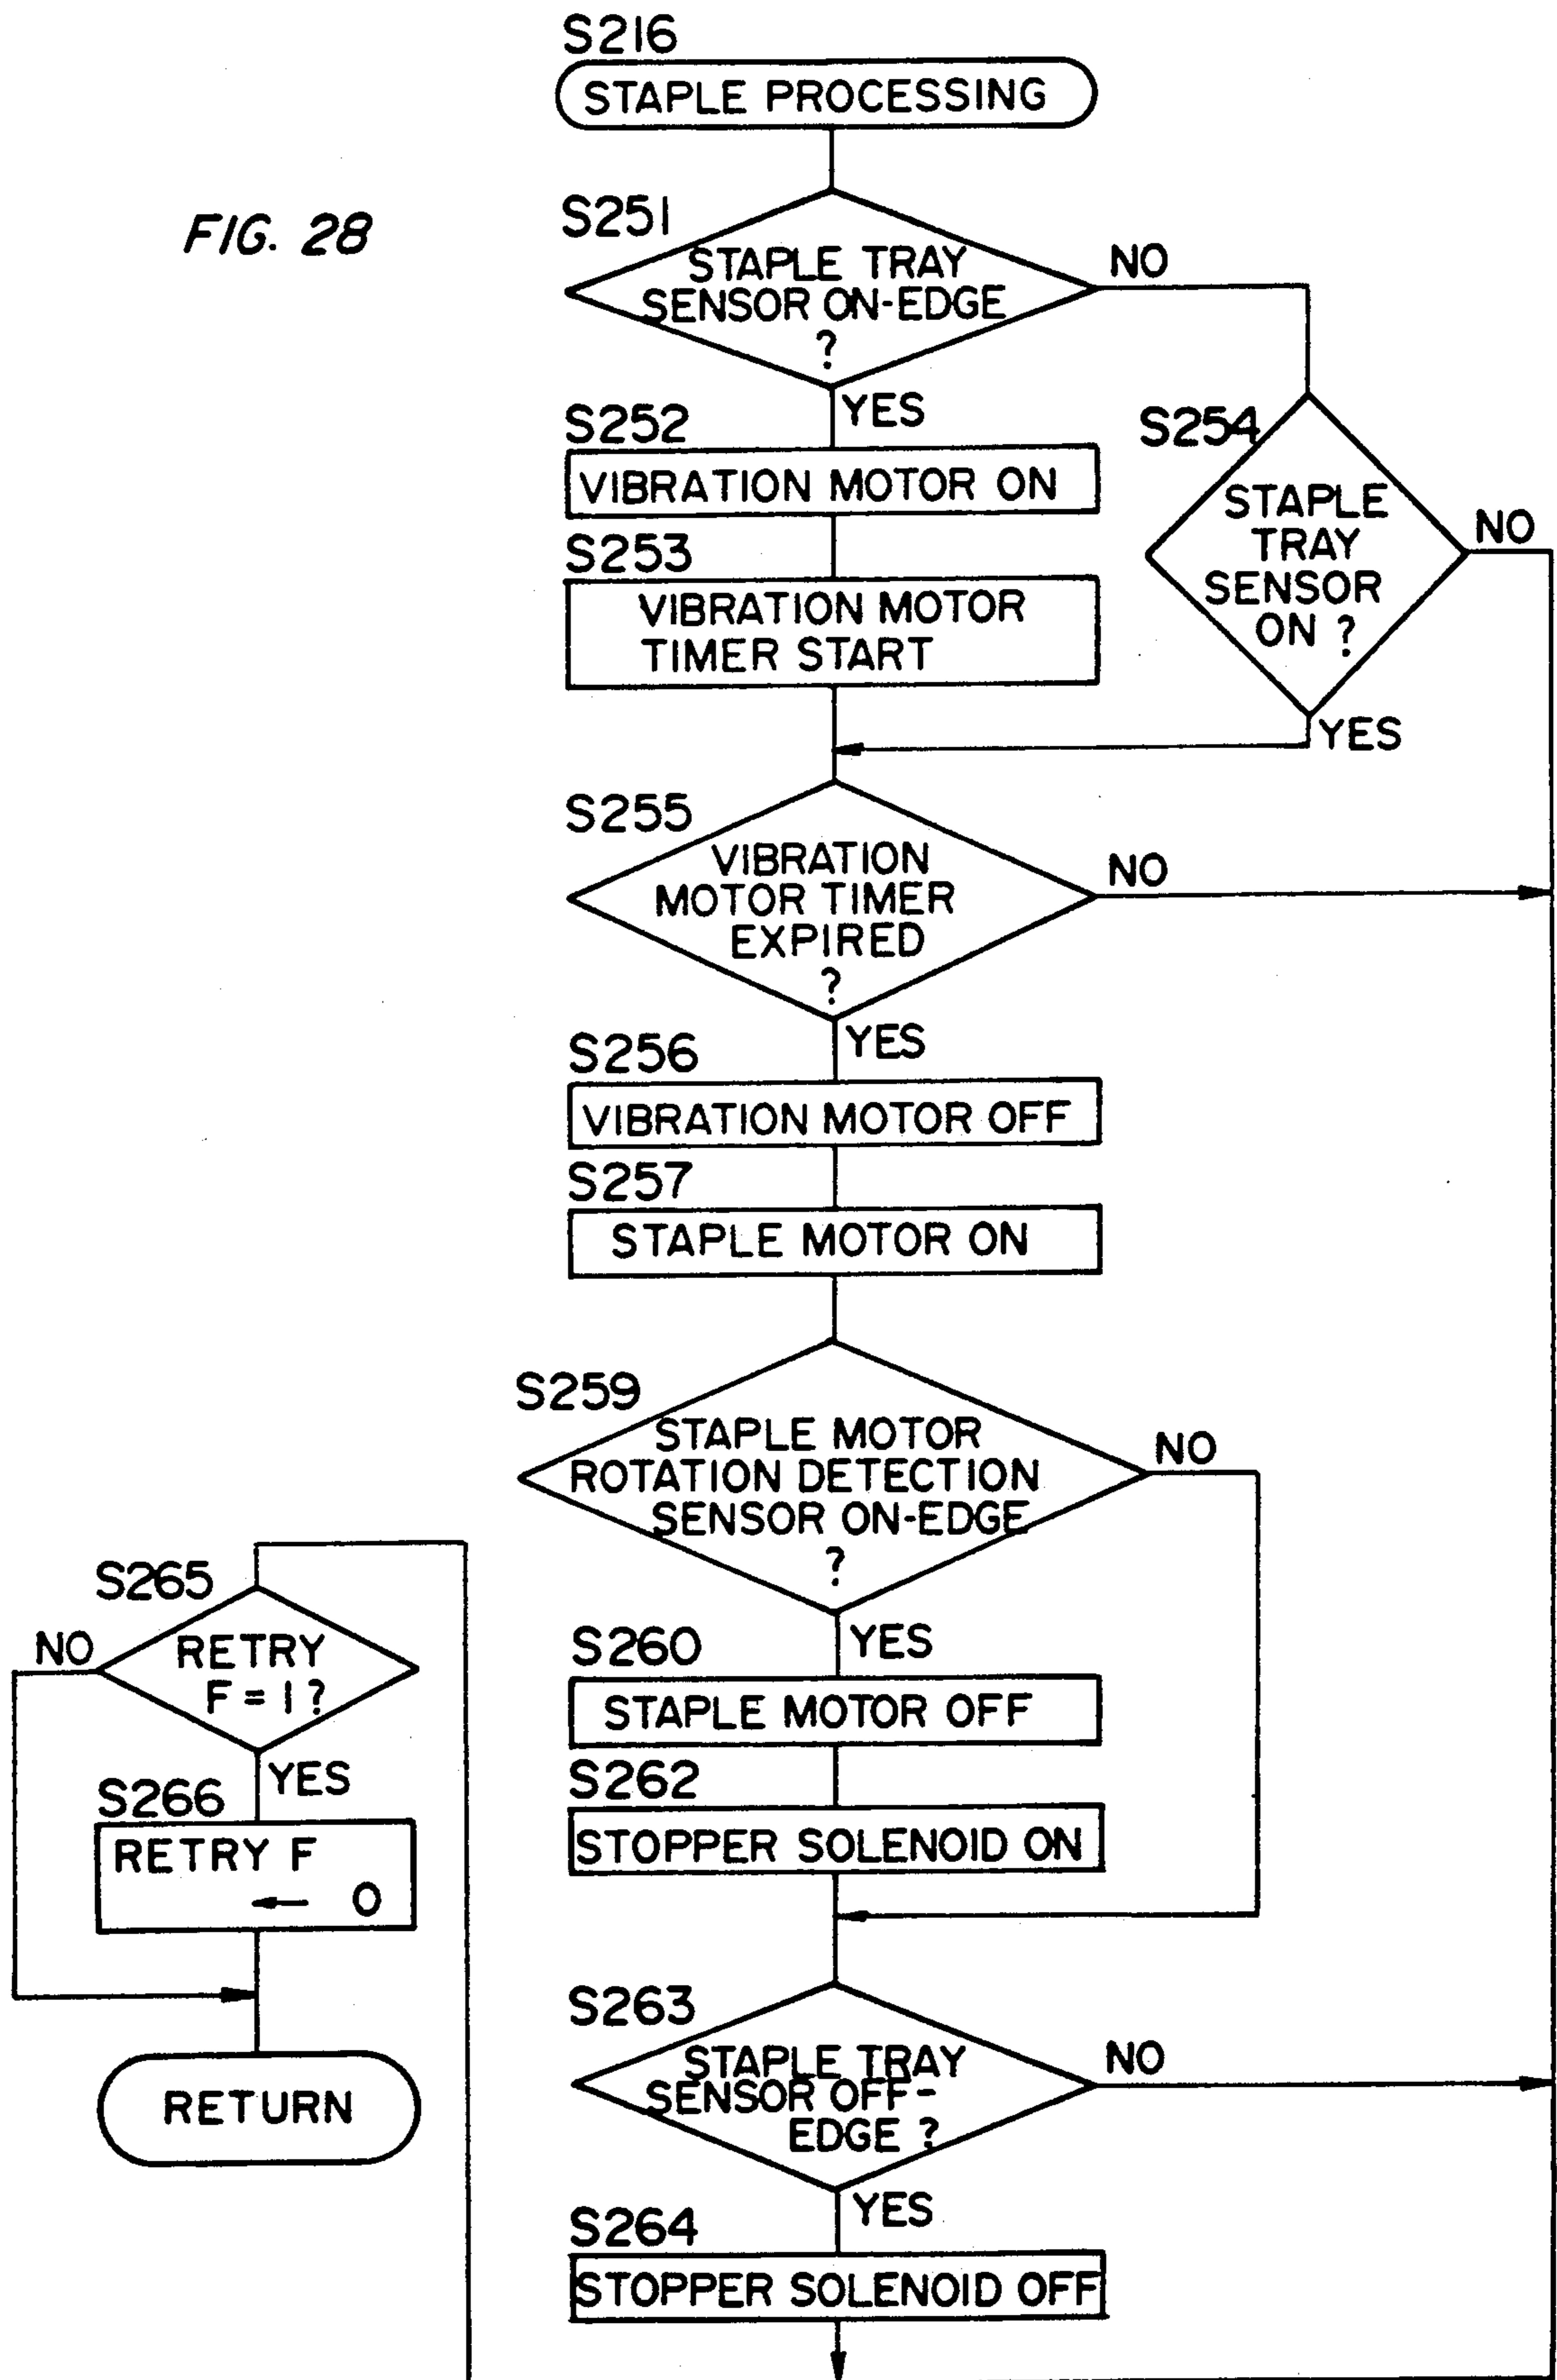 S216
STAPLE PROCESSING
FIG. 28
S251
STAPLE TRAY
SENSOR ON-EDGE
?
NO
YES
S252
VIBRATION MOTOR ON
S254
STAPLE
TRAY
SENSOR
ON ?
NO
YES
S253
VIBRATION MOTOR
TIMER START
S255
VIBRATION
MOTOR TIMER
EXPIRED
?
NO
YES
S256
VIBRATION MOTOR OFF
S257
STAPLE MOTOR ON
S259
STAPLE MOTOR
ROTATION DETECTION
SENSOR ON-EDGE
?
NO
YES
S260
STAPLE MOTOR OFF
S262
STOPPER SOLENOID ON
S263
STAPLE TRAY
SENSOR OFF-
EDGE ?
NO
YES
S264
STOPPER SOLENOID OFF
S265
RETRY
F = 1 ?
NO
YES
S266
RETRY F
← 0
RETURN